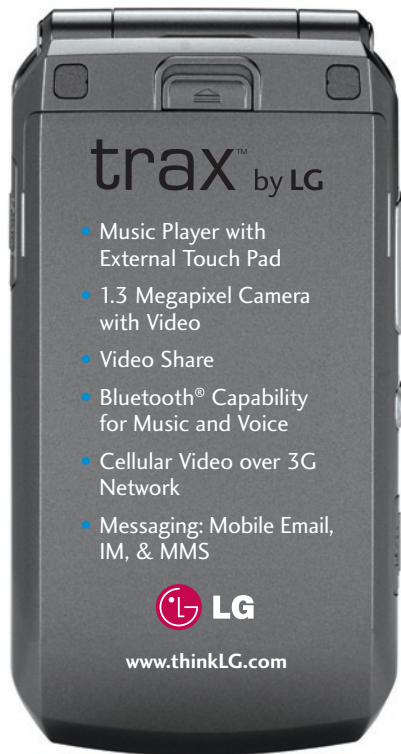 trax™ by LG
• Music Player with
External Touch Pad
• 1.3 Megapixel Camera
with Video
• Video Share
• Bluetooth® Capability
for Music and Voice
• Cellular Video over 3G
Network
• Messaging: Mobile Email,
IM, & MMS
LG LG
www.thinkLG.com